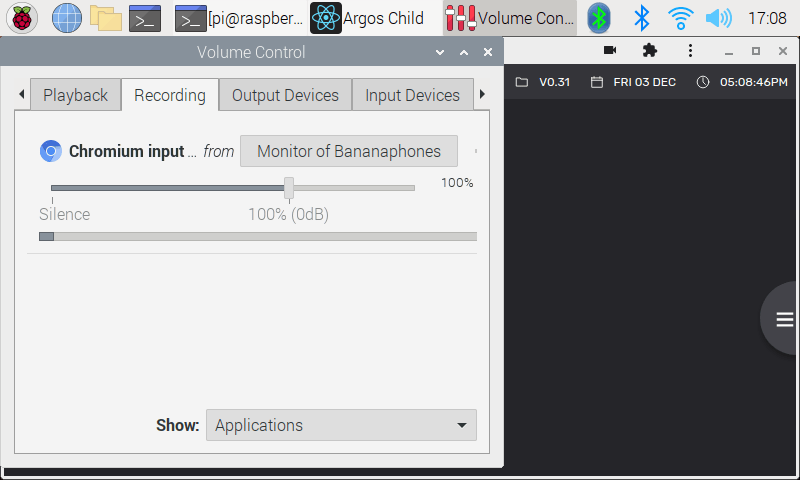 [pi@raspber...
Argos Child
Volume Con...
17:08
Volume Control
Playback
Recording
Output Devices
Input Devices
V0.31
FRI 03 DEC
05:08:46PM
Chromium input ... from
Monitor of Bananaphones
100%
Silence
100% (0dB)
Show:
Applications